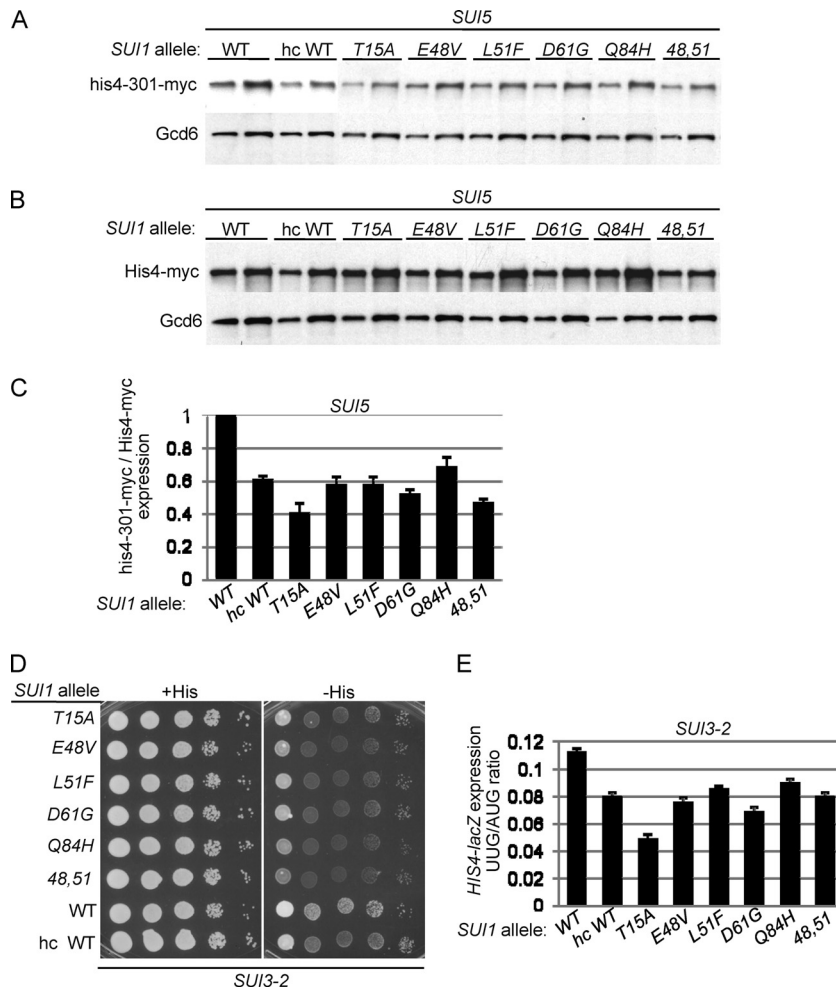 A
SUI5
SUI1 allele: WT hc WT T15A E48V L51F D61G Q84H 48,51
his4-301-myc
Gcd6
B
SUI5
SUI1 allele: WT hc WT T15A E48V L51F D61G Q84H 48,51
His4-myc
Gcd6
C
SUI5
his4-301-myc / His4-myc
expression
1
0.8
0.6
0.4
0.2
0
SUI1 allele: WT hc WT T15A E48V L51F D61G Q84H 48,51
D
SUI1 allele +His -His
T15A
E48V
L51F
D61G
Q84H
48,51
WT
hc WT
SUI3-2
E
SUI3-2
HIS4-lacZ expression
UUG/AUG ratio
0.12
0.1
0.08
0.06
0.04
0.02
0
SUI1 allele: WT hc WT T15A E48V L51F D61G Q84H 48,51